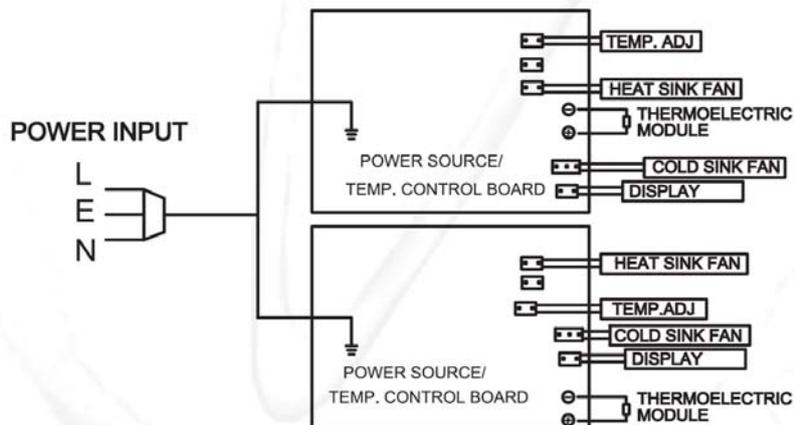 POWER INPUT
L
E
N
TEMP. ADJ
HEAT SINK FAN
THERMOELECTRIC
MODULE
POWER SOURCE/
TEMP. CONTROL BOARD
COLD SINK FAN
DISPLAY
HEAT SINK FAN
TEMP.ADJ
COLD SINK FAN
DISPLAY
POWER SOURCE/
TEMP. CONTROL BOARD
THERMOELECTRIC
MODULE